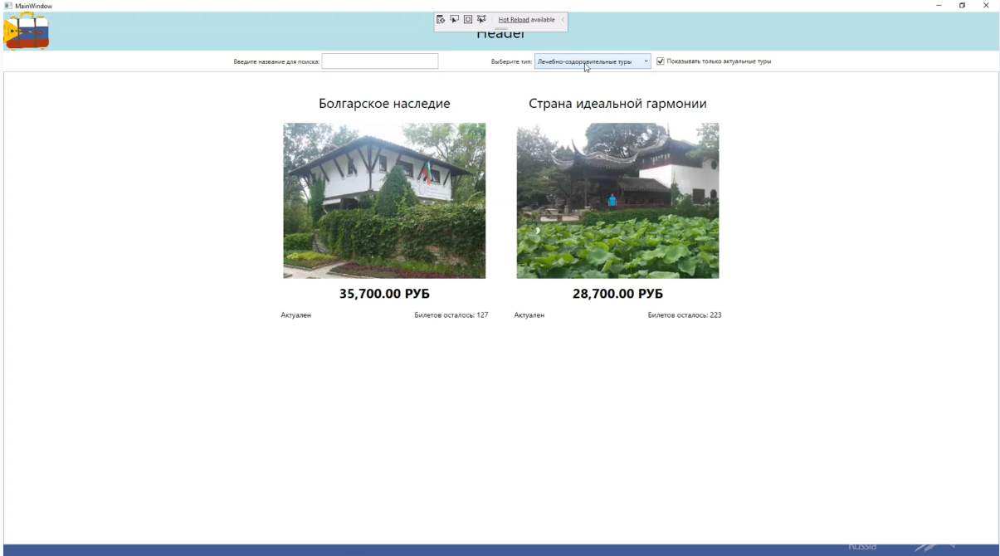 MainWindow
Hot Reload available
Header
Введите название для поиска:
Выберите тип: Лечебно-оздоровительные туры
Показывать только актуальные туры
Болгарское наследие
Страна идеальной гармонии
35,700.00 РУБ
28,700.00 РУБ
Актуален
Билетов осталось: 127
Актуален
Билетов осталось: 223
Russia